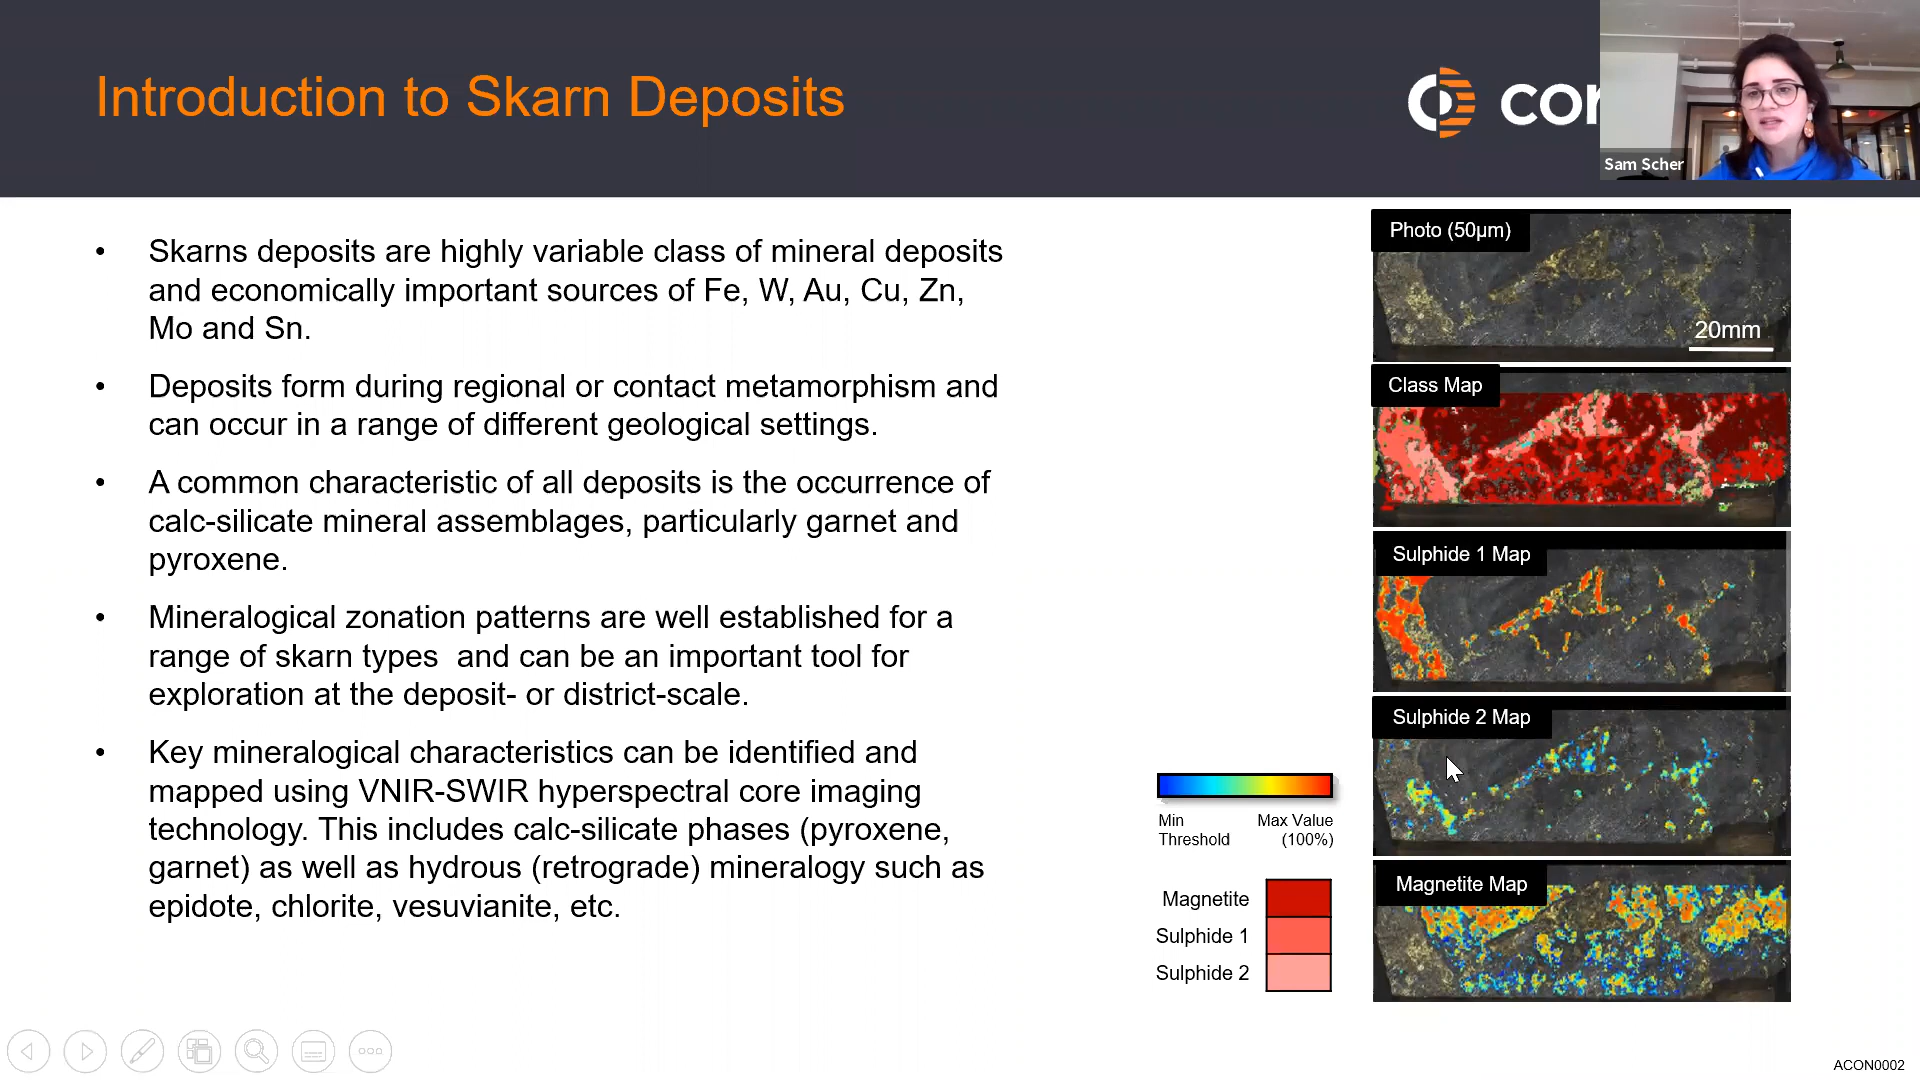 Introduction to Skarn Deposits
cor
Sam Scher
• Skarns deposits are highly variable class of mineral deposits
and economically important sources of Fe, W, Au, Cu, Zn,
Mo and Sn.
• Deposits form during regional or contact metamorphism and
can occur in a range of different geological settings.
• A common characteristic of all deposits is the occurrence of
calc-silicate mineral assemblages, particularly garnet and
pyroxene.
• Mineralogical zonation patterns are well established for a
range of skarn types  and can be an important tool for
exploration at the deposit- or district-scale.
• Key mineralogical characteristics can be identified and
mapped using VNIR-SWIR hyperspectral core imaging
technology. This includes calc-silicate phases (pyroxene,
garnet) as well as hydrous (retrograde) mineralogy such as
epidote, chlorite, vesuvianite, etc.
Min
Threshold
Max Value
(100%)
Magnetite
Sulphide 1
Sulphide 2
Photo (50µm)
20mm
Class Map
Sulphide 1 Map
Sulphide 2 Map
Magnetite Map
ACON0002